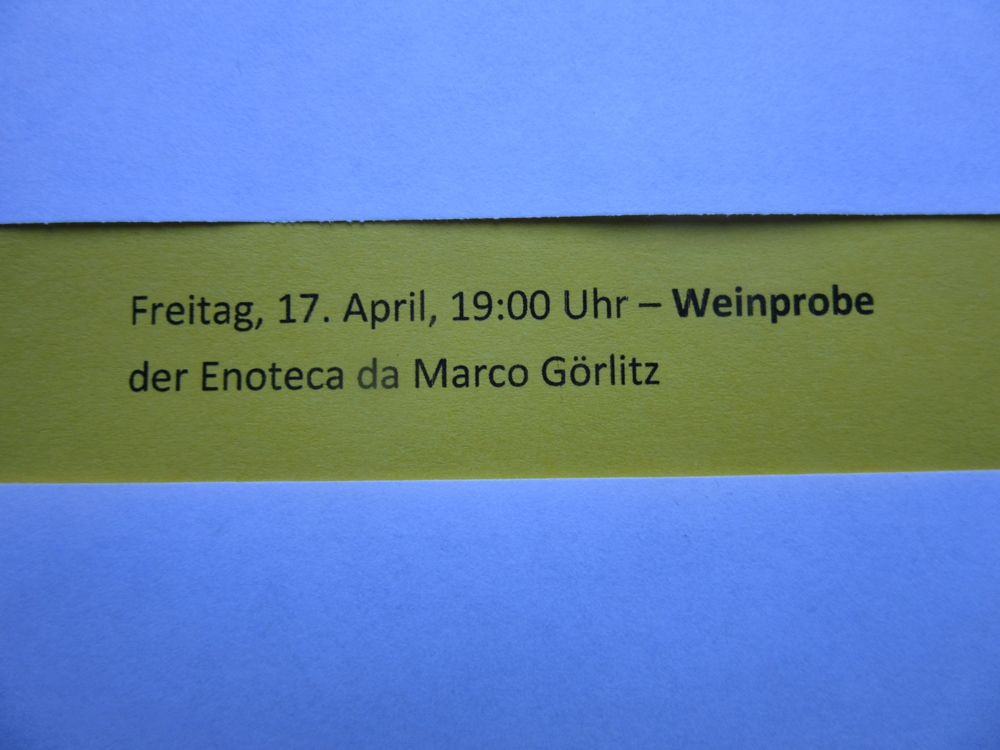 Freitag, 17. April, 19:00 Uhr – Weinprobe
der Enoteca da Marco Görlitz